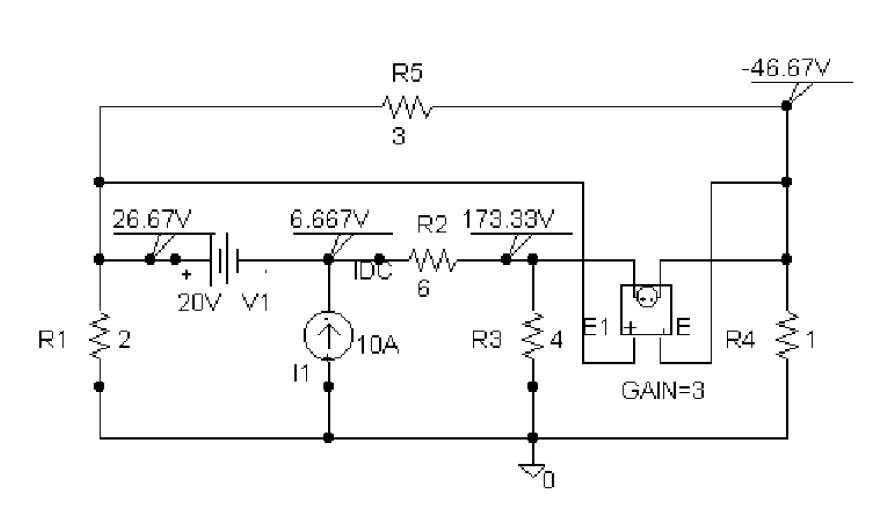 R5
-46.67V
3
26.67V
6.667V
R2
173.33V
+
IDC
20V
V1
6
R1
2
10A
R3
4
E1
+
-
E
R4
1
I1
GAIN=3
0